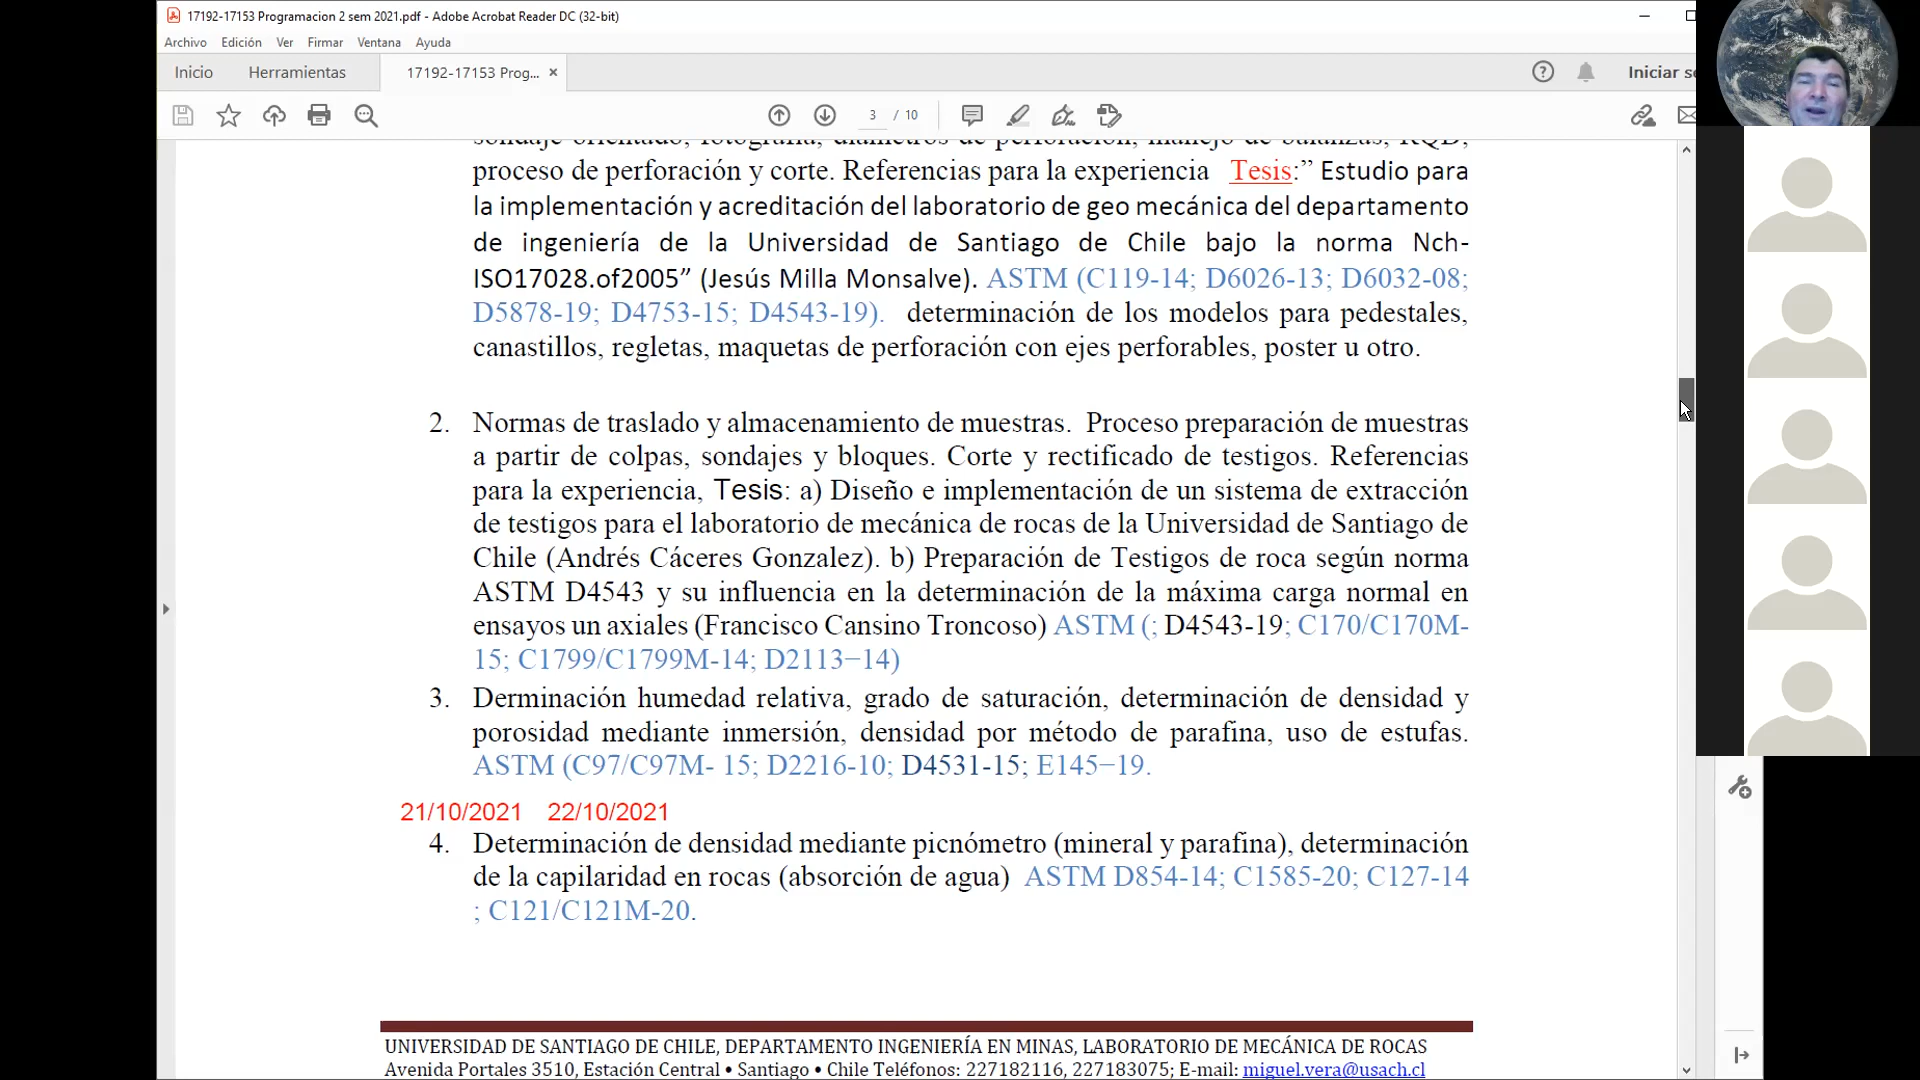 17192-17153 Programacion 2 sem 2021.pdf - Adobe Acrobat Reader DC (32-bit)
Archivo Edición Ver Firmar Ventana Ayuda
Inicio Herramientas 17192-17153 Prog... × Iniciar se
3 / 10
sondaje orientado, fotografía, diámetros de perforación, manejo de balanzas, RQD,
proceso de perforación y corte. Referencias para la experiencia Tesis:” Estudio para
la implementación y acreditación del laboratorio de geo mecánica del departamento
de ingeniería de la Universidad de Santiago de Chile bajo la norma Nch-
ISO17028.of2005” (Jesús Milla Monsalve). ASTM (C119-14; D6026-13; D6032-08;
D5878-19; D4753-15; D4543-19). determinación de los modelos para pedestales,
canastillos, regletas, maquetas de perforación con ejes perforables, poster u otro.
2. Normas de traslado y almacenamiento de muestras. Proceso preparación de muestras
a partir de colpas, sondajes y bloques. Corte y rectificado de testigos. Referencias
para la experiencia, Tesis: a) Diseño e implementación de un sistema de extracción
de testigos para el laboratorio de mecánica de rocas de la Universidad de Santiago de
Chile (Andrés Cáceres Gonzalez). b) Preparación de Testigos de roca según norma
ASTM D4543 y su influencia en la determinación de la máxima carga normal en
ensayos un axiales (Francisco Cansino Troncoso) ASTM (; D4543-19; C170/C170M-
15; C1799/C1799M-14; D2113−14)
3. Derminación humedad relativa, grado de saturación, determinación de densidad y
porosidad mediante inmersión, densidad por método de parafina, uso de estufas.
ASTM (C97/C97M- 15; D2216-10; D4531-15; E145−19.
21/10/2021 22/10/2021
4. Determinación de densidad mediante picnómetro (mineral y parafina), determinación
de la capilaridad en rocas (absorción de agua) ASTM D854-14; C1585-20; C127-14
; C121/C121M-20.
UNIVERSIDAD DE SANTIAGO DE CHILE, DEPARTAMENTO INGENIERÍA EN MINAS, LABORATORIO DE MECÁNICA DE ROCAS
Avenida Portales 3510, Estación Central • Santiago • Chile Teléfonos: 227182116, 227183075; E-mail: miguel.vera@usach.cl